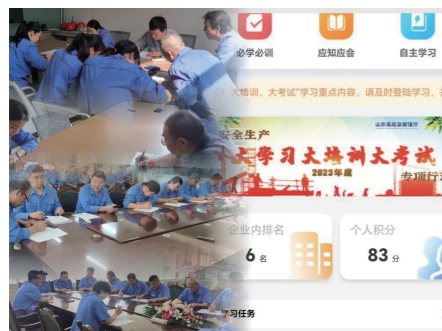 必学必训
应知应会
自主学习
大培训、大考试"学习重点内容，请及时登陆学习、
山东省应急管理厅
安全生产
大学习大培训大考试
2023年度
专项行
企业内排名
个人积分
6 名
83 分
学习任务